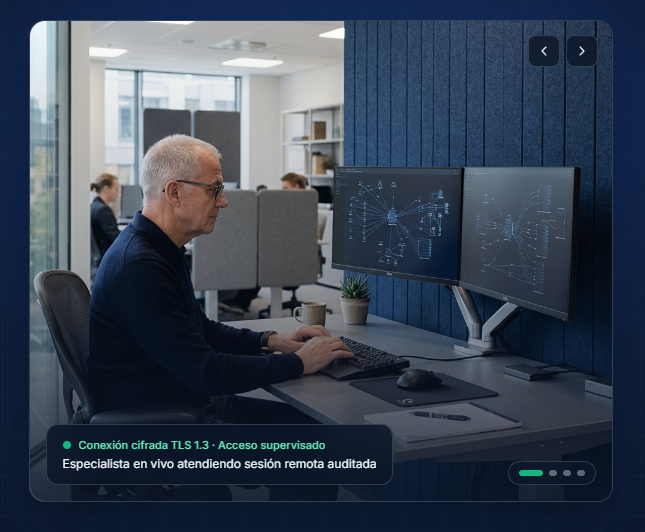 Conexión cifrada TLS 1.3 · Acceso supervisado
Especialista en vivo atendiendo sesión remota auditada